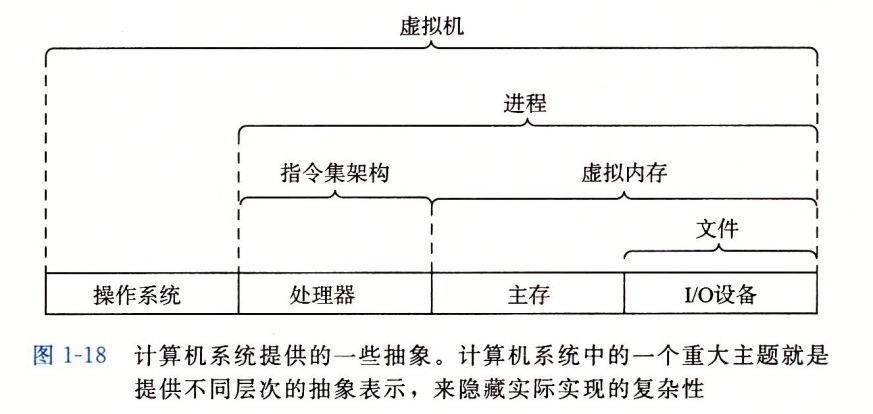 虚拟机
进程
指令集架构 虚拟内存
文件
操作系统 处理器 主存 I/O设备
图 1-18 计算机系统提供的一些抽象。计算机系统中的一个重大主题就是
提供不同层次的抽象表示，来隐藏实际实现的复杂性